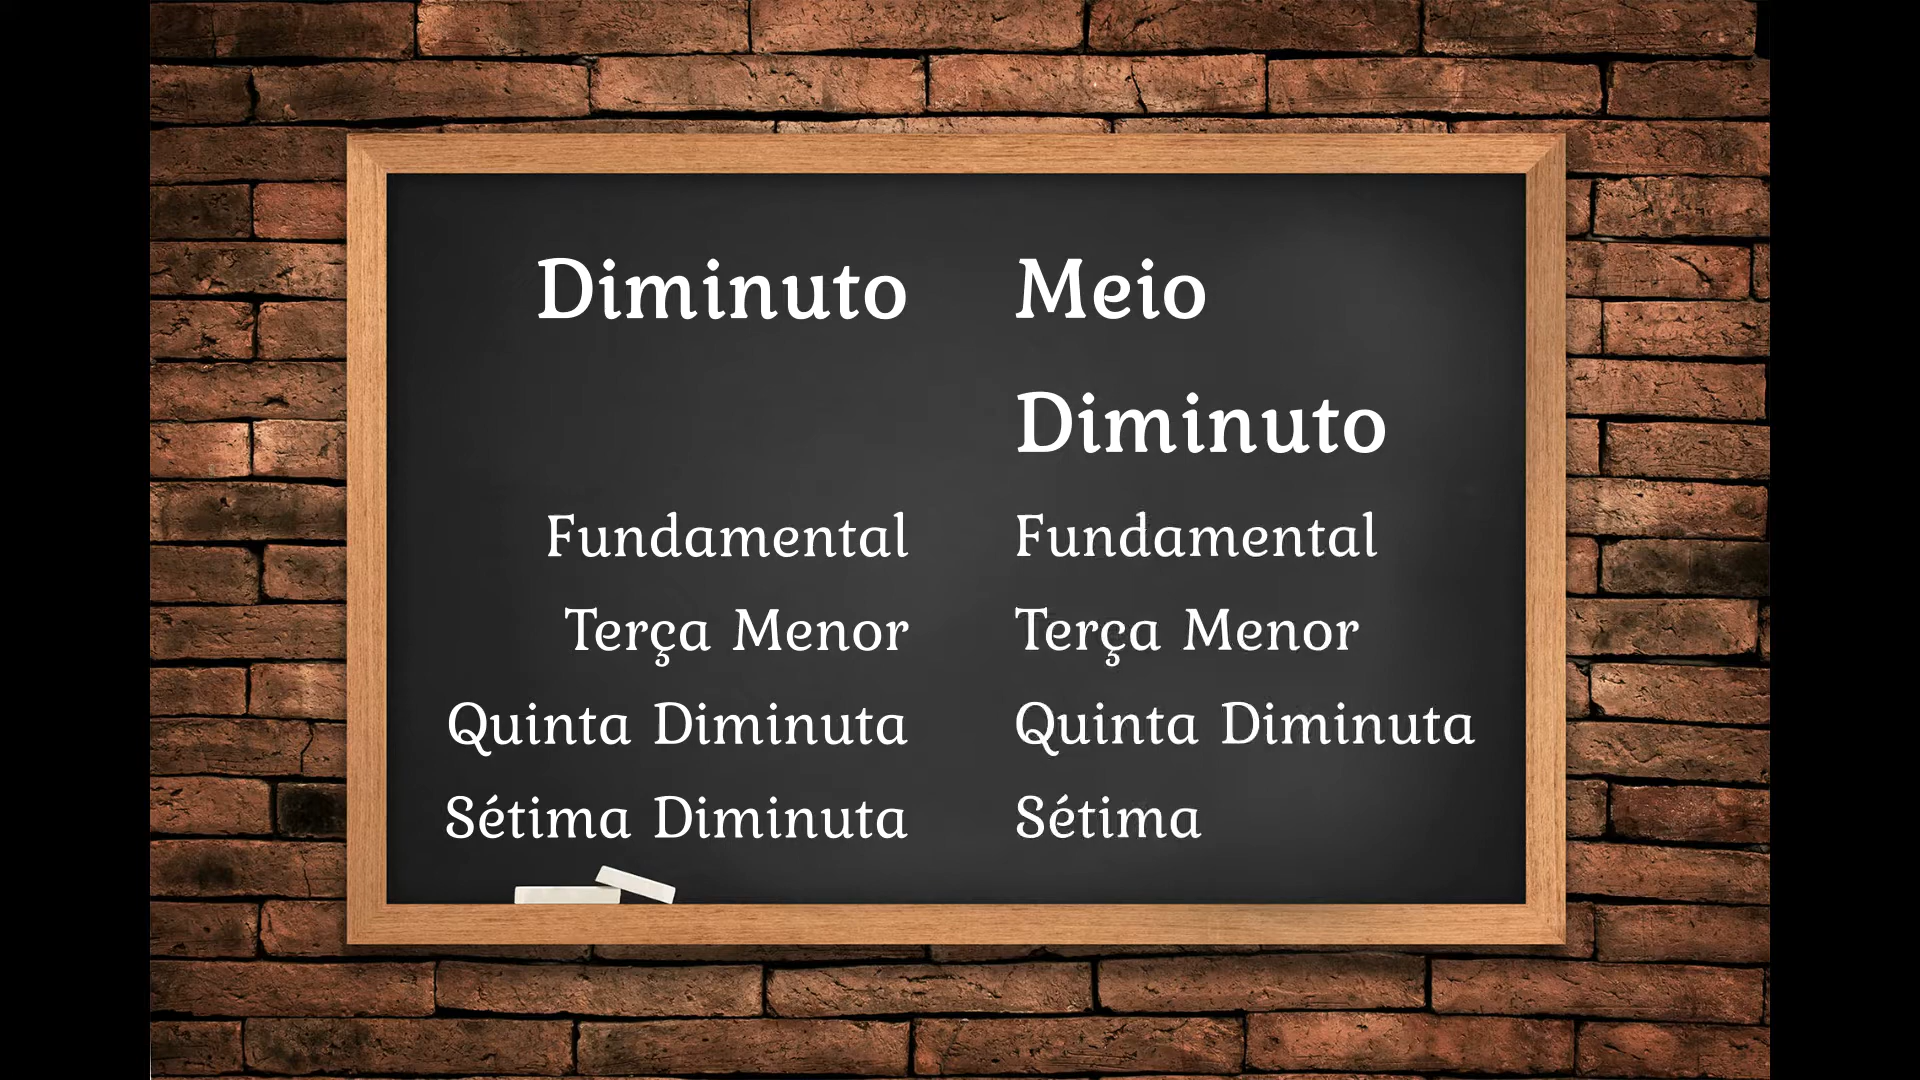 Diminuto
Fundamental
Terça Menor
Quinta Diminuta
Sétima Diminuta
Meio
Diminuto
Fundamental
Terça Menor
Quinta Diminuta
Sétima